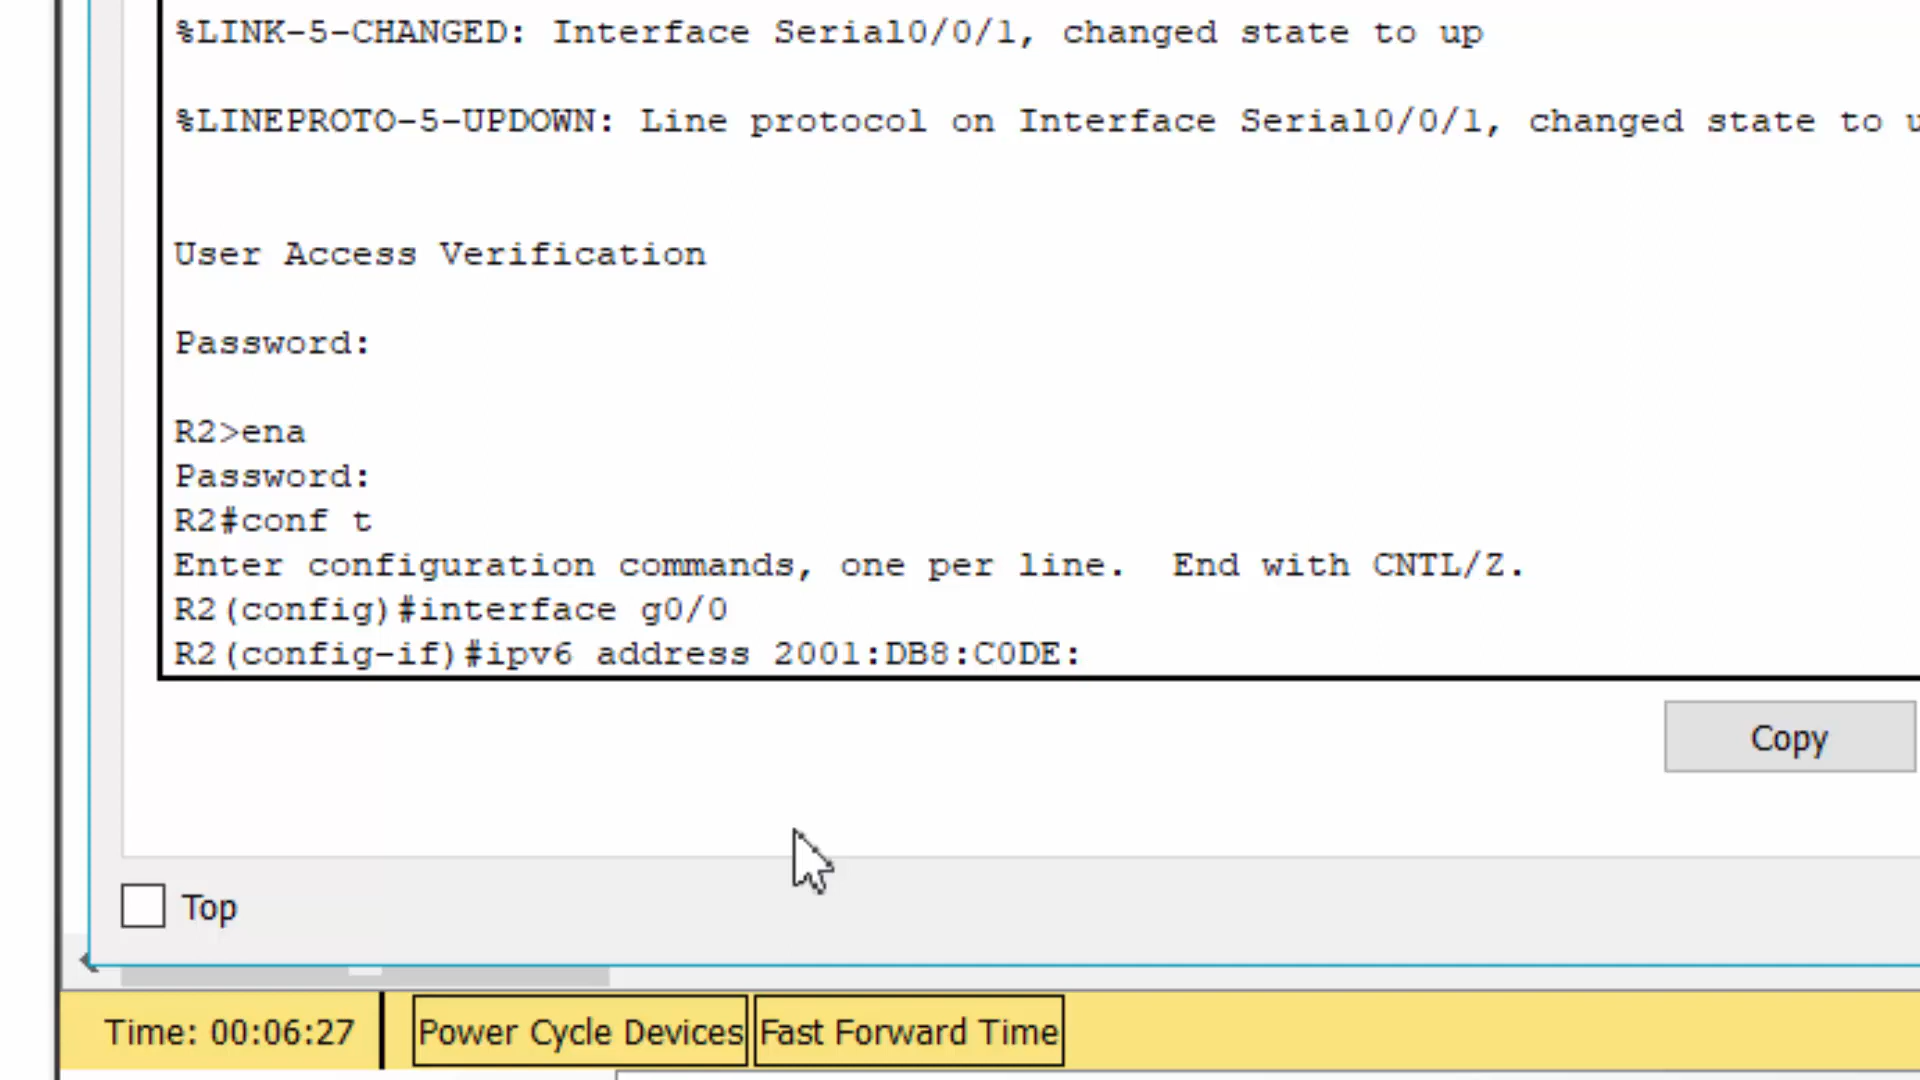 %LINK-5-CHANGED: Interface Serial0/0/1, changed state to up
%LINEPROTO-5-UPDOWN: Line protocol on Interface Serial0/0/1, changed state to
User Access Verification
Password:
R2>ena
Password:
R2#conf t
Enter configuration commands, one per line.  End with CNTL/Z.
R2(config)#interface g0/0
R2(config-if)#ipv6 address 2001:DB8:C0DE:
Copy
Top
Time: 00:06:27
Power Cycle Devices
Fast Forward Time